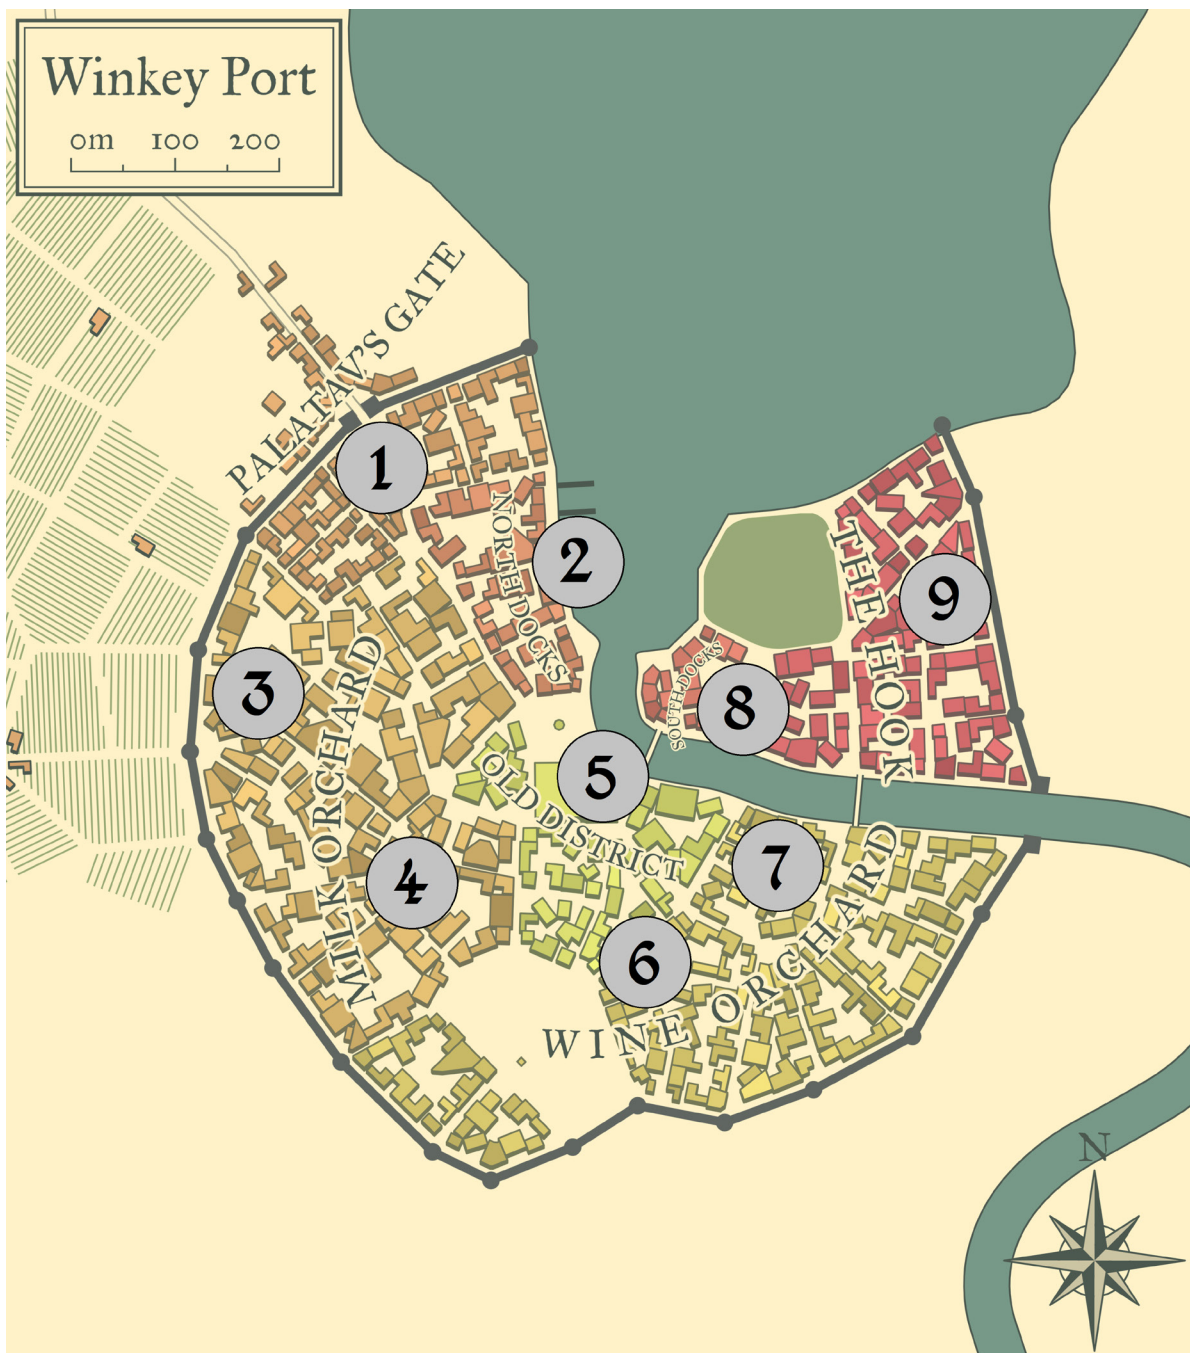 Winkey Port
0m 100 200
PALATAV'S GATE
1
NORTH DOCKS
2
THE HOOK
9
3
MILK ORCHARD
SOUTH DOCKS
8
5
OLD DISTRICT
4
7
6
WINE ORCHARD
N